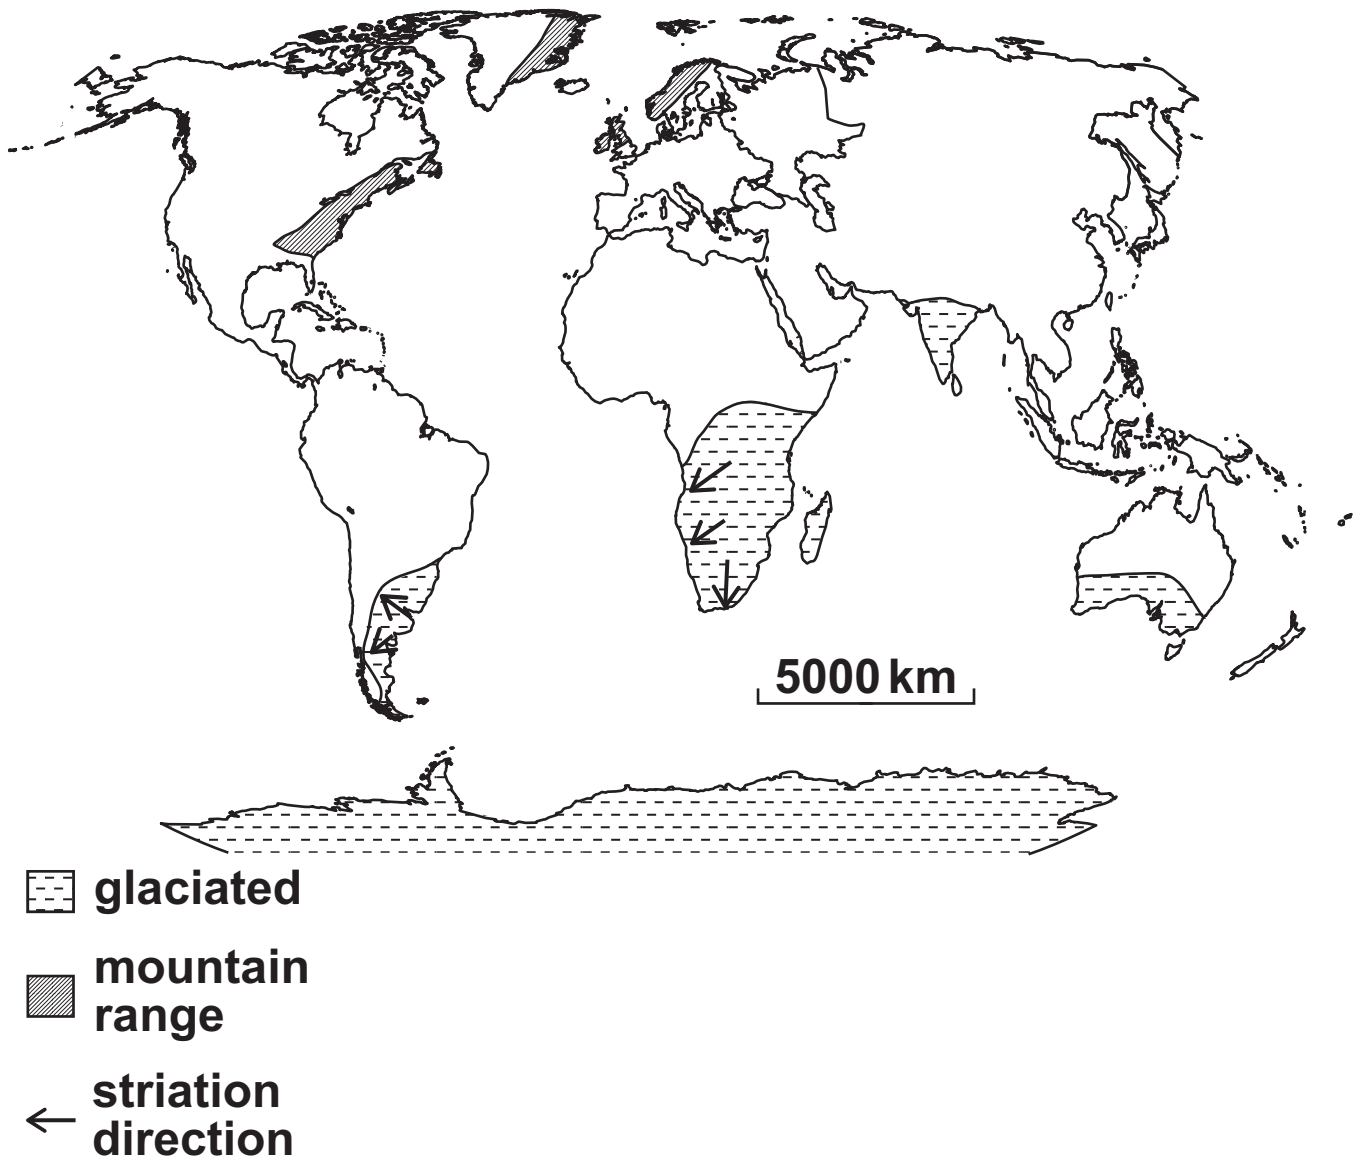 5000 km
glaciated
mountain
range
striation
direction